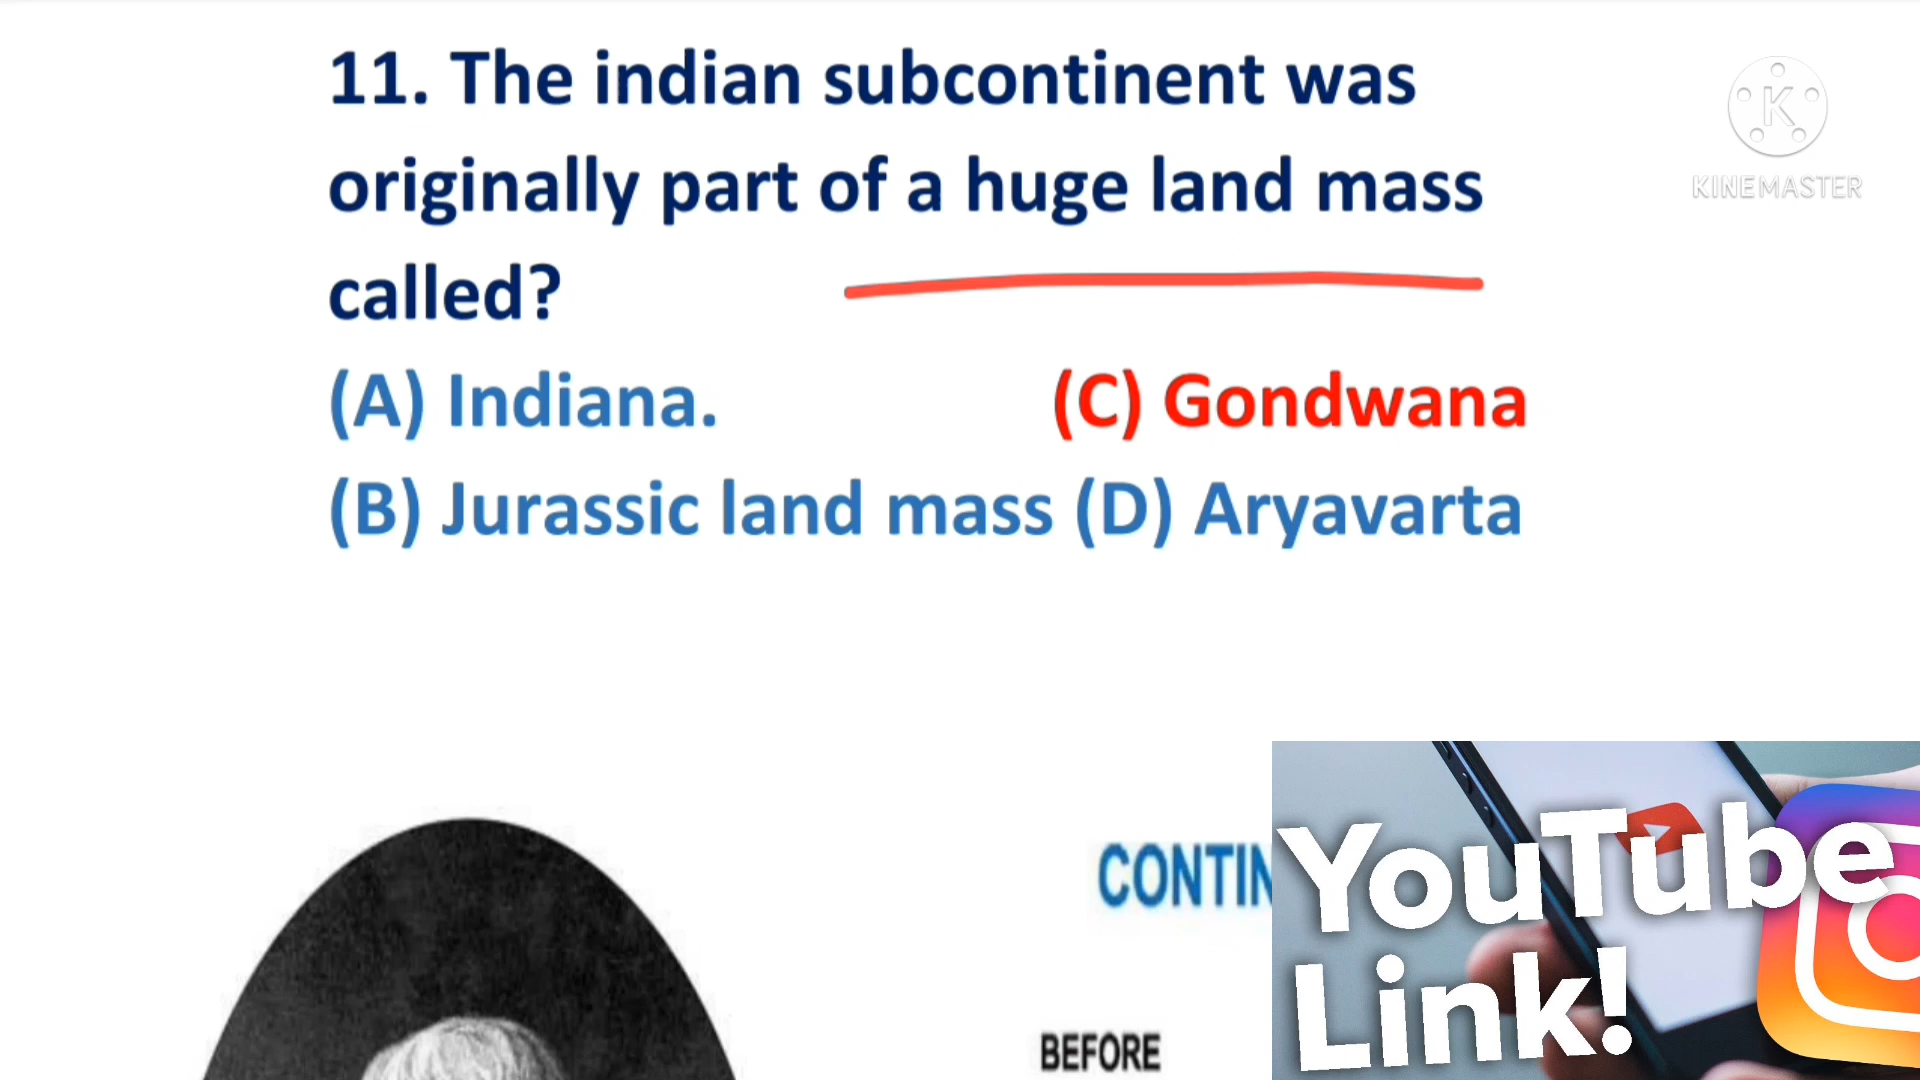 11. The indian subcontinent was
originally part of a huge land mass
called?
(A) Indiana. (C) Gondwana
(B) Jurassic land mass (D) Aryavarta
K
KINEMASTER
CONTIN
YouTube
Link!
BEFORE